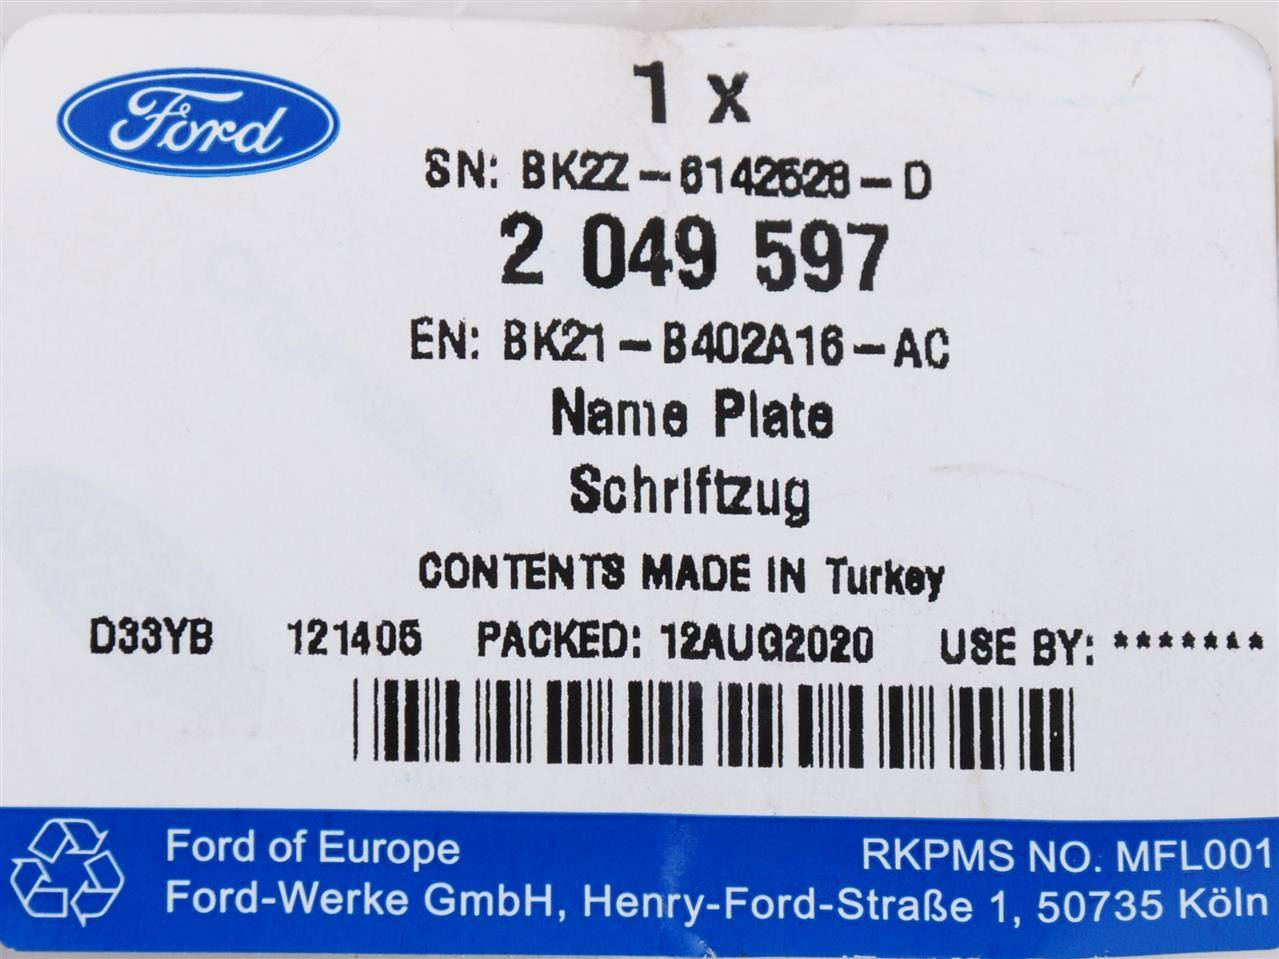 Ford
1 x
SN: BK2Z-6142528-D
2 049 597
EN: BK21-B402A16-AC
Name Plate
Schriftzug
CONTENTS MADE IN Turkey
D33YB 121405 PACKED: 12AUG2020 USE BY: *******
Ford of Europe
RKPMS NO. MFL001
Ford-Werke GmbH, Henry-Ford-Straße 1, 50735 Köln